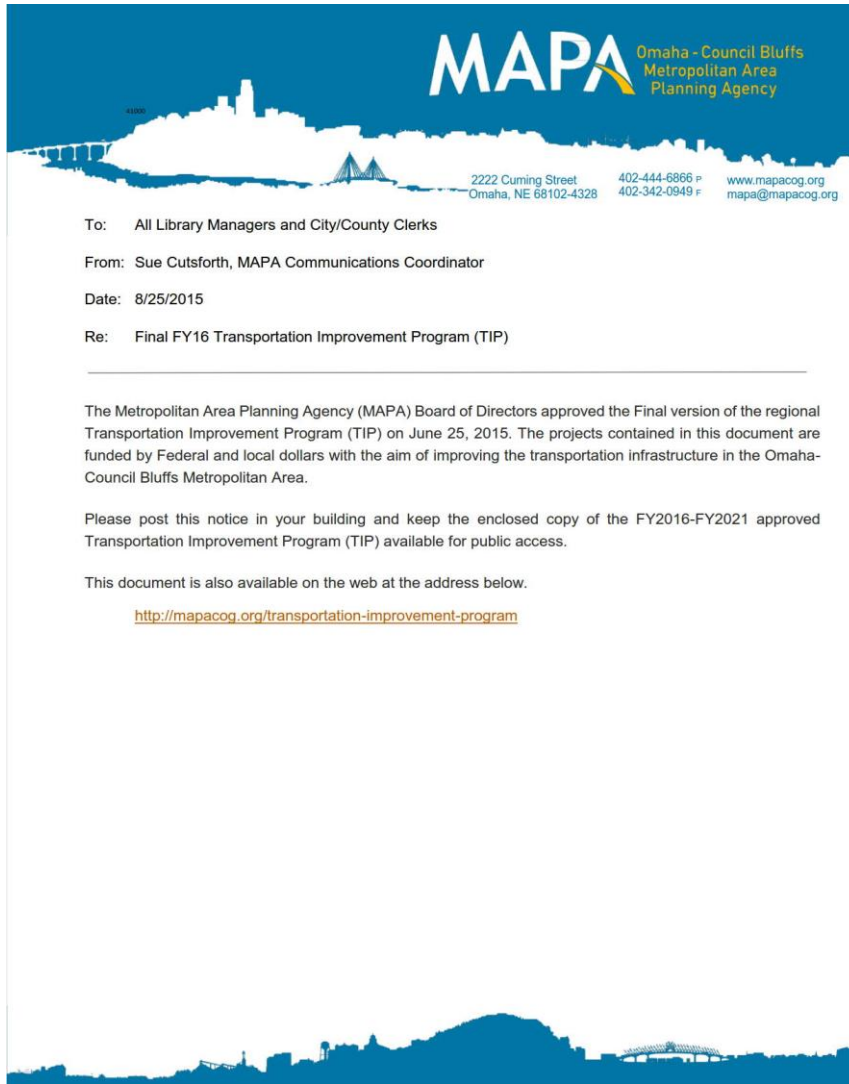 MAPA
Omaha - Council Bluffs
Metropolitan Area
Planning Agency
41000
2222 Cuming Street
Omaha, NE 68102-4328
402-444-6866 P
402-342-0949 F
www.mapacog.org
mapa@mapacog.org
To: All Library Managers and City/County Clerks
From: Sue Cutsforth, MAPA Communications Coordinator
Date: 8/25/2015
Re: Final FY16 Transportation Improvement Program (TIP)
The Metropolitan Area Planning Agency (MAPA) Board of Directors approved the Final version of the regional
Transportation Improvement Program (TIP) on June 25, 2015. The projects contained in this document are
funded by Federal and local dollars with the aim of improving the transportation infrastructure in the Omaha-
Council Bluffs Metropolitan Area.
Please post this notice in your building and keep the enclosed copy of the FY2016-FY2021 approved
Transportation Improvement Program (TIP) available for public access.
This document is also available on the web at the address below.
http://mapacog.org/transportation-improvement-program